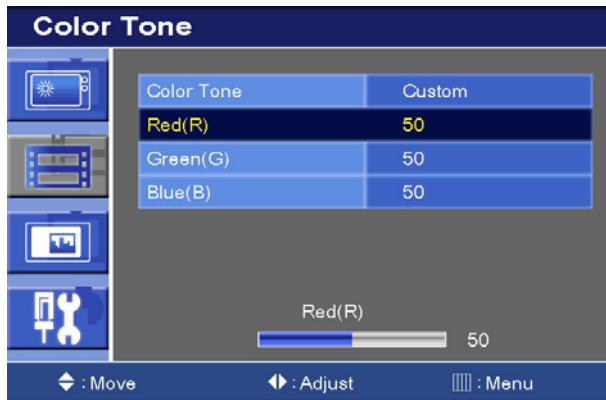 Color Tone
Color Tone Custom
Red(R) 50
Green(G) 50
Blue(B) 50
Red(R)
50
: Move : Adjust : Menu